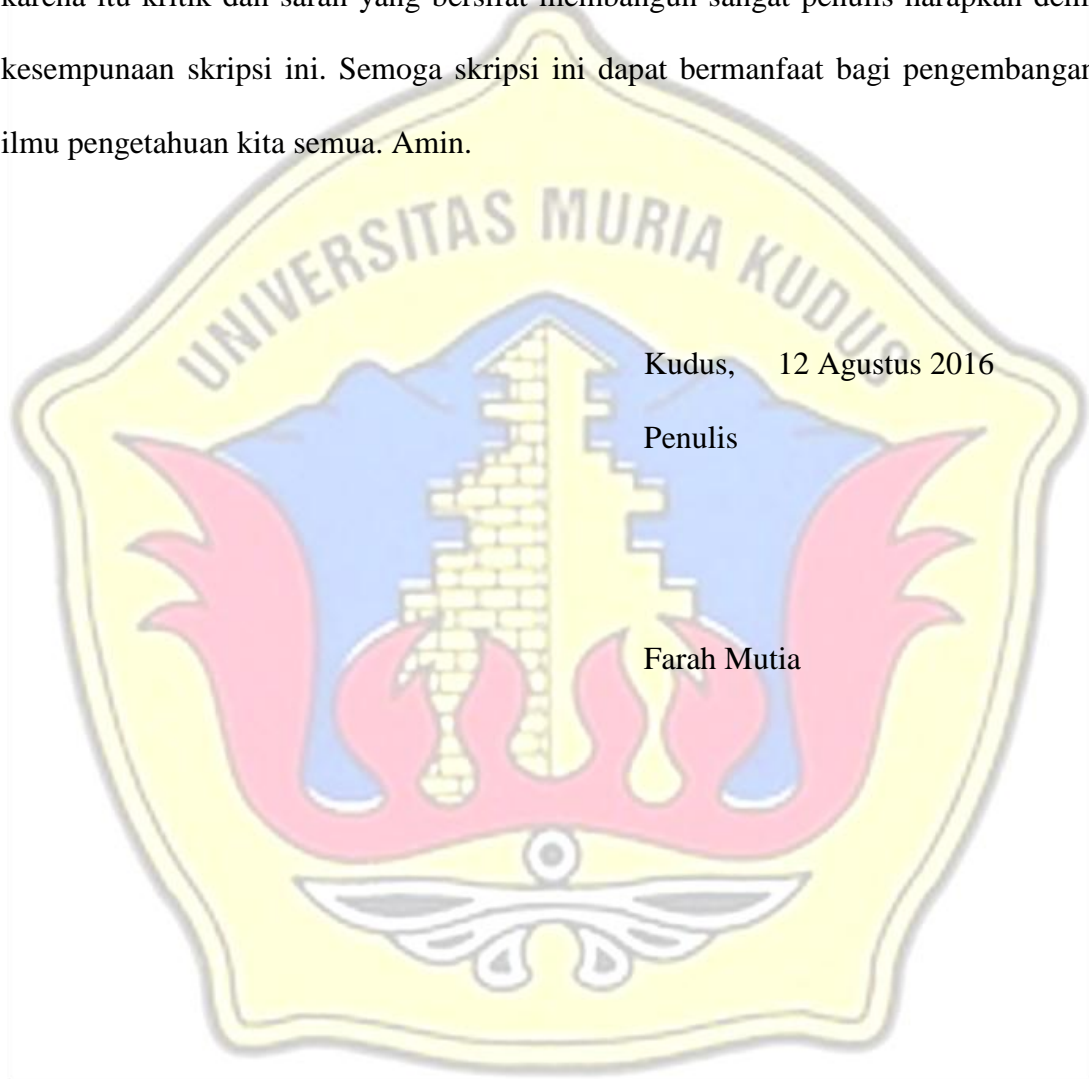 karena itu kritik dan saran yang bersifat membangun sangat penulis harapkan demi
kesempunaan skripsi ini. Semoga skripsi ini dapat bermanfaat bagi pengembangan
ilmu pengetahuan kita semua. Amin.
UNIVERSITAS MURIA KUDUS
Kudus, 12 Agustus 2016
Penulis
Farah Mutia